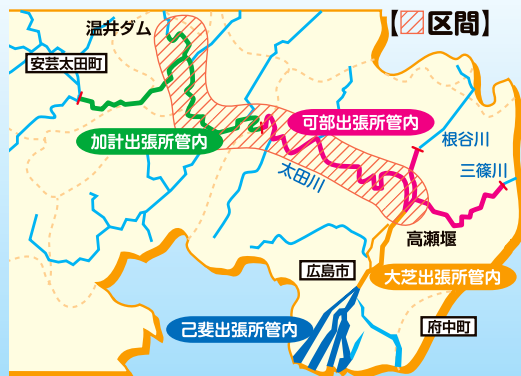 【 区間】
温井ダム
安芸太田町
可部出張所管内
加計出張所管内
根谷川
三篠川
太田川
高瀬堰
広島市
大芝出張所管内
己斐出張所管内
府中町